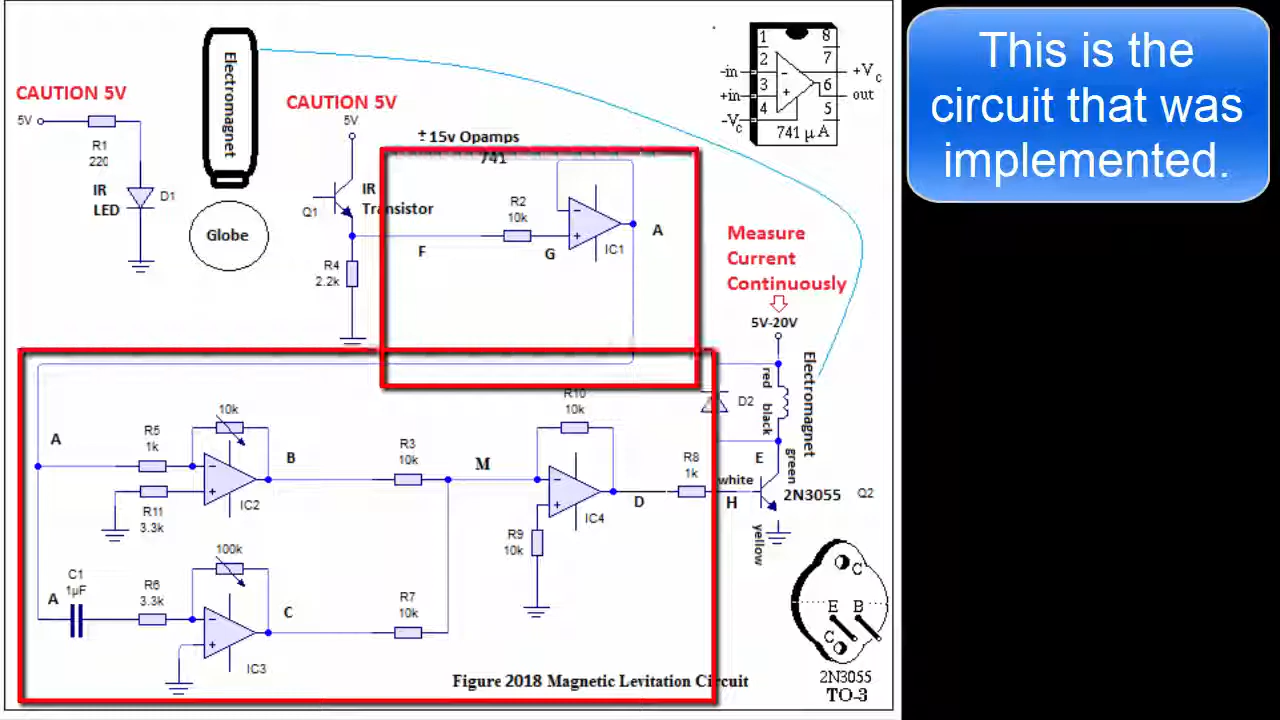 This is the
circuit that was
implemented.
CAUTION 5V
5V
R1
220
IR
LED
D1
Electromagnet
Globe
CAUTION 5V
5V
Q1
IR
Transistor
R4
2.2k
± 15v Opamps
741
F
R2
10k
G
IC1
A
1
2
3
4
8
7
6
5
-in
+in
-Vc
+Vc
out
741 µ A
Measure
Current
Continuously
5V-20V
Electromagnet
red
black
green
D2
E
white
H
2N3055
Q2
yellow
A
R5
1k
10k
B
IC2
R11
3.3k
R3
10k
M
R10
10k
IC4
R9
10k
D
R8
1k
C1
1µF
A
R6
3.3k
100k
C
IC3
R7
10k
Figure 2018 Magnetic Levitation Circuit
C
E
B
C
2N3055
TO-3